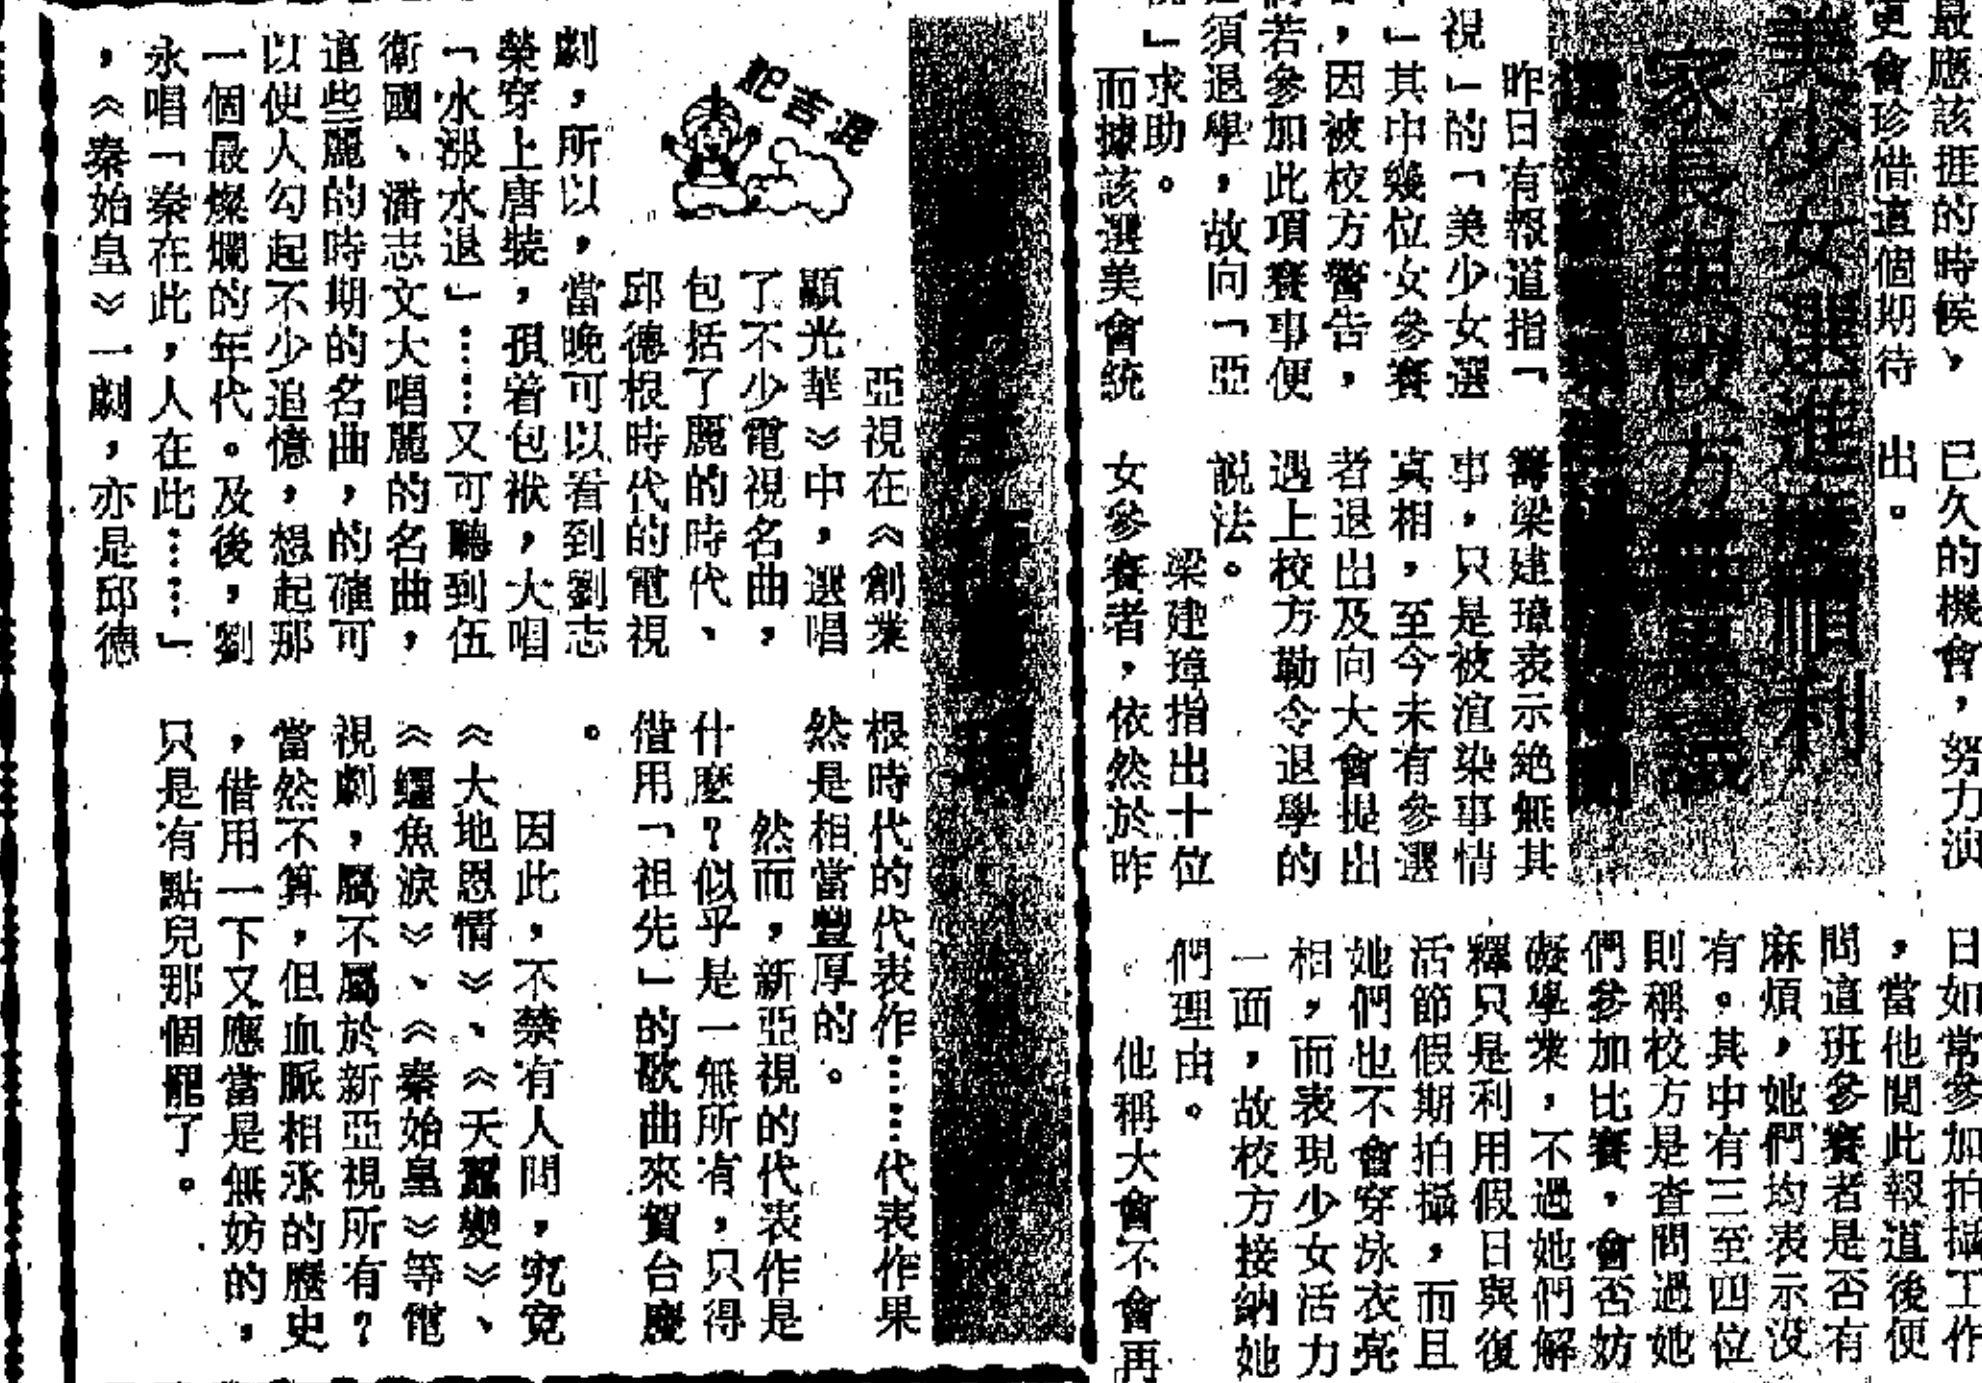 最應該捱的時候,
更會珍惜這個期待
已久的機會,努力演
出。
美少女選進度順利
家長與校方無異議
昨日有報道指「
視」的「美少女選
」其中幾位女參賽
,因被校方警告,
們若參加此項賽事便
須退學,故向「亞
視」求助。
而據該選美會統
籌梁建璋表示絕無其
事,只是被渲染事情
真相,至今未有參選
者退出及向大會提出
遇上校方勒令退學的
説法。
梁建璋指出十位
女參賽者,依然於昨
日如常參加拍攝工作
,當他閲此報道後便
問這班參賽者是否有
麻煩,她們均表示没
有。其中有三至四位
則稱校方是查問過她
們參加比賽,會否妨
礙學業,不過她們解
釋只是利用假日與復
活節假期拍攝,而且
她們也不會穿泳衣亮
相,而表現少女活力
一面,故校方接納她
們理由。
他稱大會不會再
尼吉混
亞視在《創業
顯光華》中,選唱
了不少電視名曲,
包括了麗的時代、
邱德根時代的電視
劇,所以,當晚可以看到劉志
榮穿上唐裝,孭着包袱,大唱
「水漲水退」……又可聽到伍
衛國、潘志文大唱麗的名曲,
這些麗的時期的名曲,的確可
以使人勾起不少追憶,想起那
一個最燦爛的年代。及後,劉
永唱「秦在此,人在此……」
,《秦始皇》一劇,亦是邱德
根時代的代表作……代表作果
然是相當豐厚的。
然而,新亞視的代表作是
什麼?似乎是一無所有,只得
借用「祖先」的歌曲來賀台慶
。
因此,不禁有人問,究竟
《大地恩情》、《天蠶變》、
《鱷魚淚》、《秦始皇》等電
視劇,屬不屬於新亞視所有?
當然不算,但血脈相承的歷史
,借用一下又應當是無妨的,
只是有點兒那個罷了。